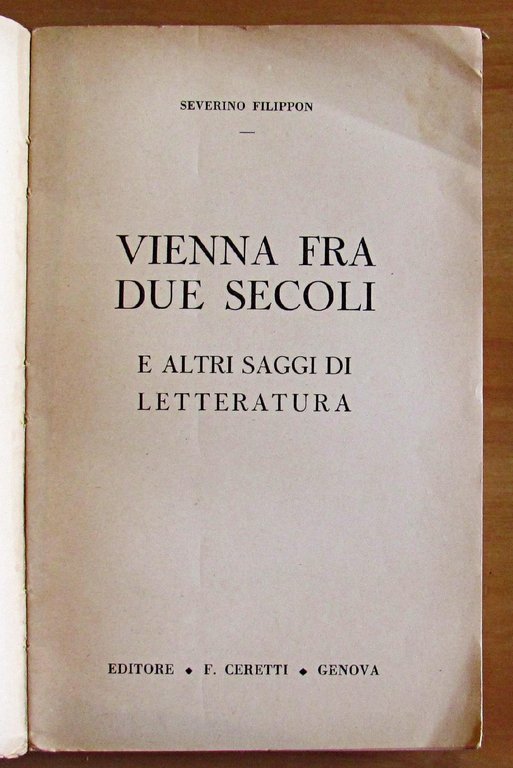 SEVERINO FILIPPON
VIENNA FRA
DUE SECOLI
E ALTRI SAGGI DI
LETTERATURA
EDITORE ◆ F. CERETTI ◆ GENOVA